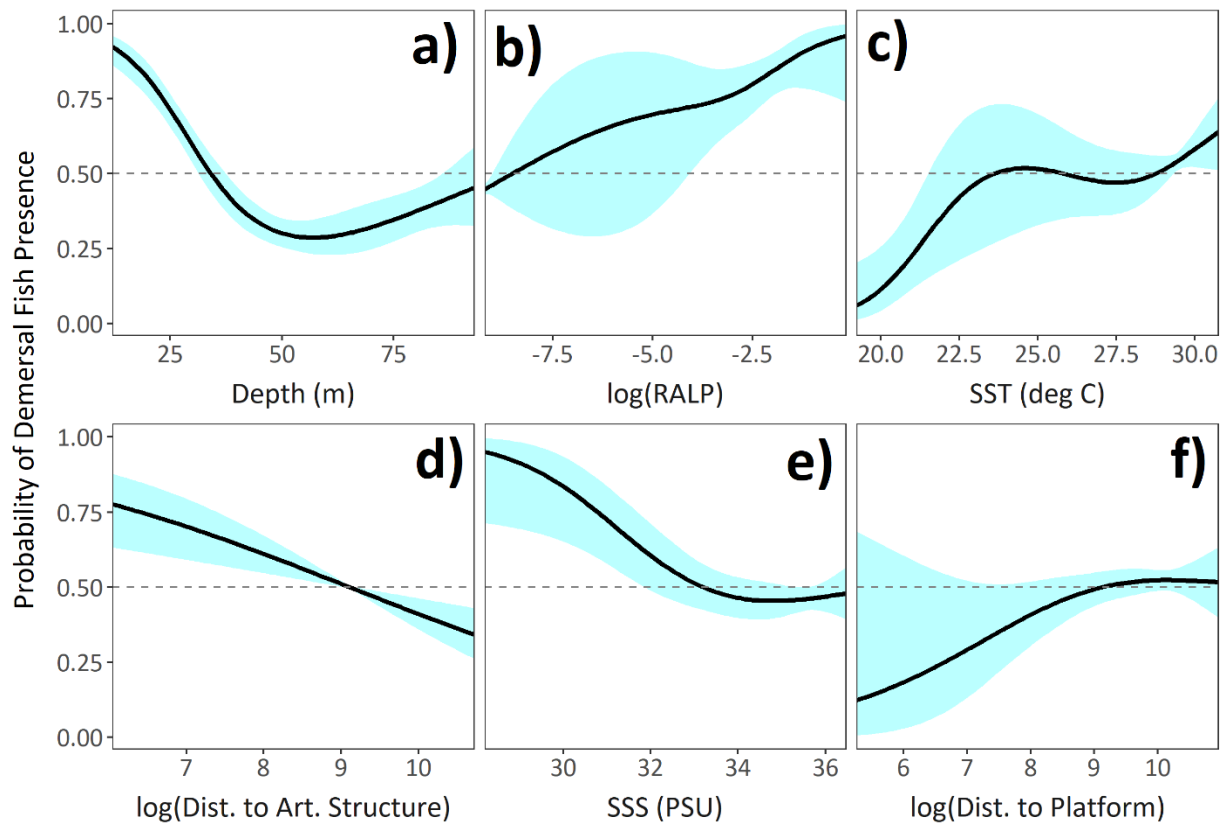 Probability of Demersal Fish Presence
1.00
0.75
0.50
0.25
0.00
a)
25 50 75
Depth (m)
b)
-7.5 -5.0 -2.5
log(RALP)
c)
20.0 22.5 25.0 27.5 30.0
SST (deg C)
1.00
0.75
0.50
0.25
0.00
d)
7 8 9 10
log(Dist. to Art. Structure)
e)
30 32 34 36
SSS (PSU)
f)
6 7 8 9 10
log(Dist. to Platform)